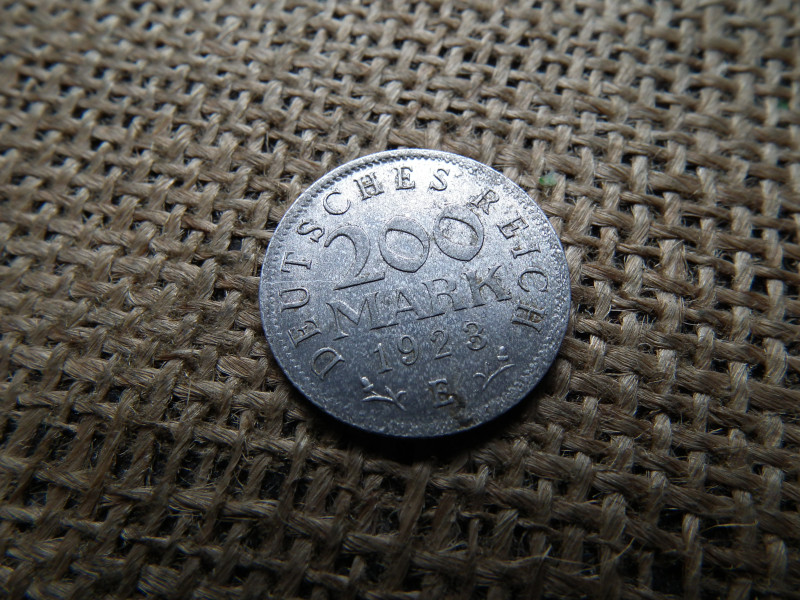 DEUTSCHES REICH
200
MARK
1923
E